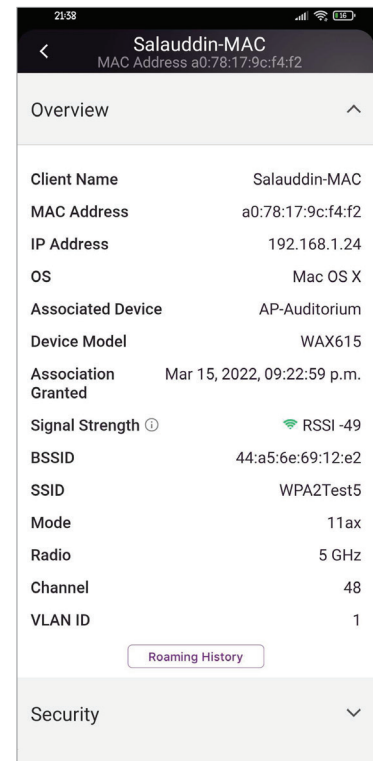 21:38
16
Salauddin-MAC
MAC Address a0:78:17:9c:f4:f2
Overview
Client Name Salauddin-MAC
MAC Address a0:78:17:9c:f4:f2
IP Address 192.168.1.24
OS Mac OS X
Associated Device AP-Auditorium
Device Model WAX615
Association Granted Mar 15, 2022, 09:22:59 p.m.
Signal Strength RSSI -49
BSSID 44:a5:6e:69:12:e2
SSID WPA2Test5
Mode 11ax
Radio 5 GHz
Channel 48
VLAN ID 1
Roaming History
Security